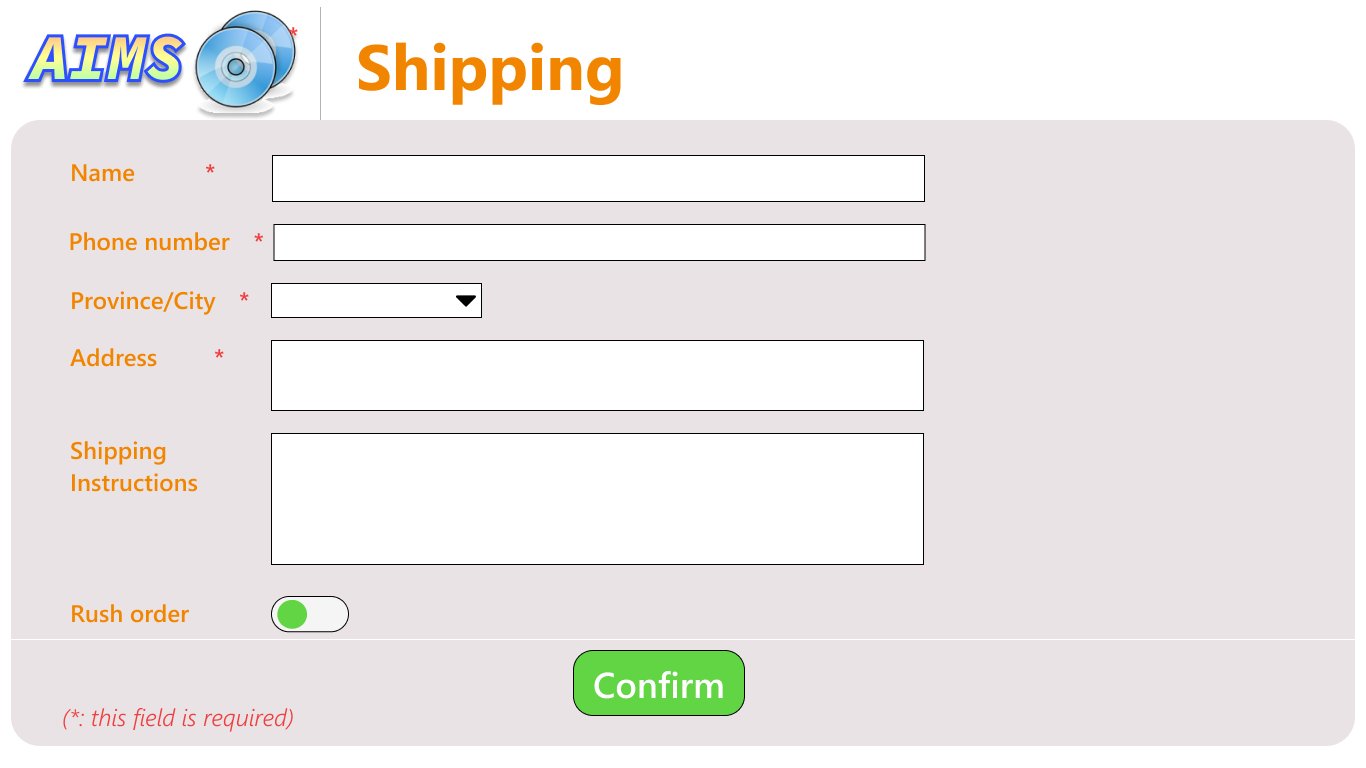 AIMS
*
Shipping
Name *
Phone number *
Province/City *
Address *
Shipping
Instructions
Rush order
Confirm
(*: this field is required)